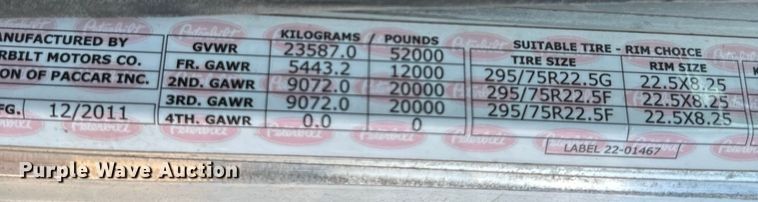 ANUFACTURED BY
RBILT MOTORS CO.
ON OF PACCAR INC.
FG. 12/2011
KILOGRAMS / POUNDS
GVWR 23587.0 52000
FR. GAWR 5443.2 12000
2ND. GAWR 9072.0 20000
3RD. GAWR 9072.0 20000
4TH. GAWR 0.0 0
SUITABLE TIRE - RIM CHOICE
TIRE SIZE RIM SIZE
295/75R22.5G 22.5X8.25
295/75R22.5F 22.5X8.25
295/75R22.5F 22.5X8.25
LABEL 22-01467
Peterbilt
Purple Wave Auction